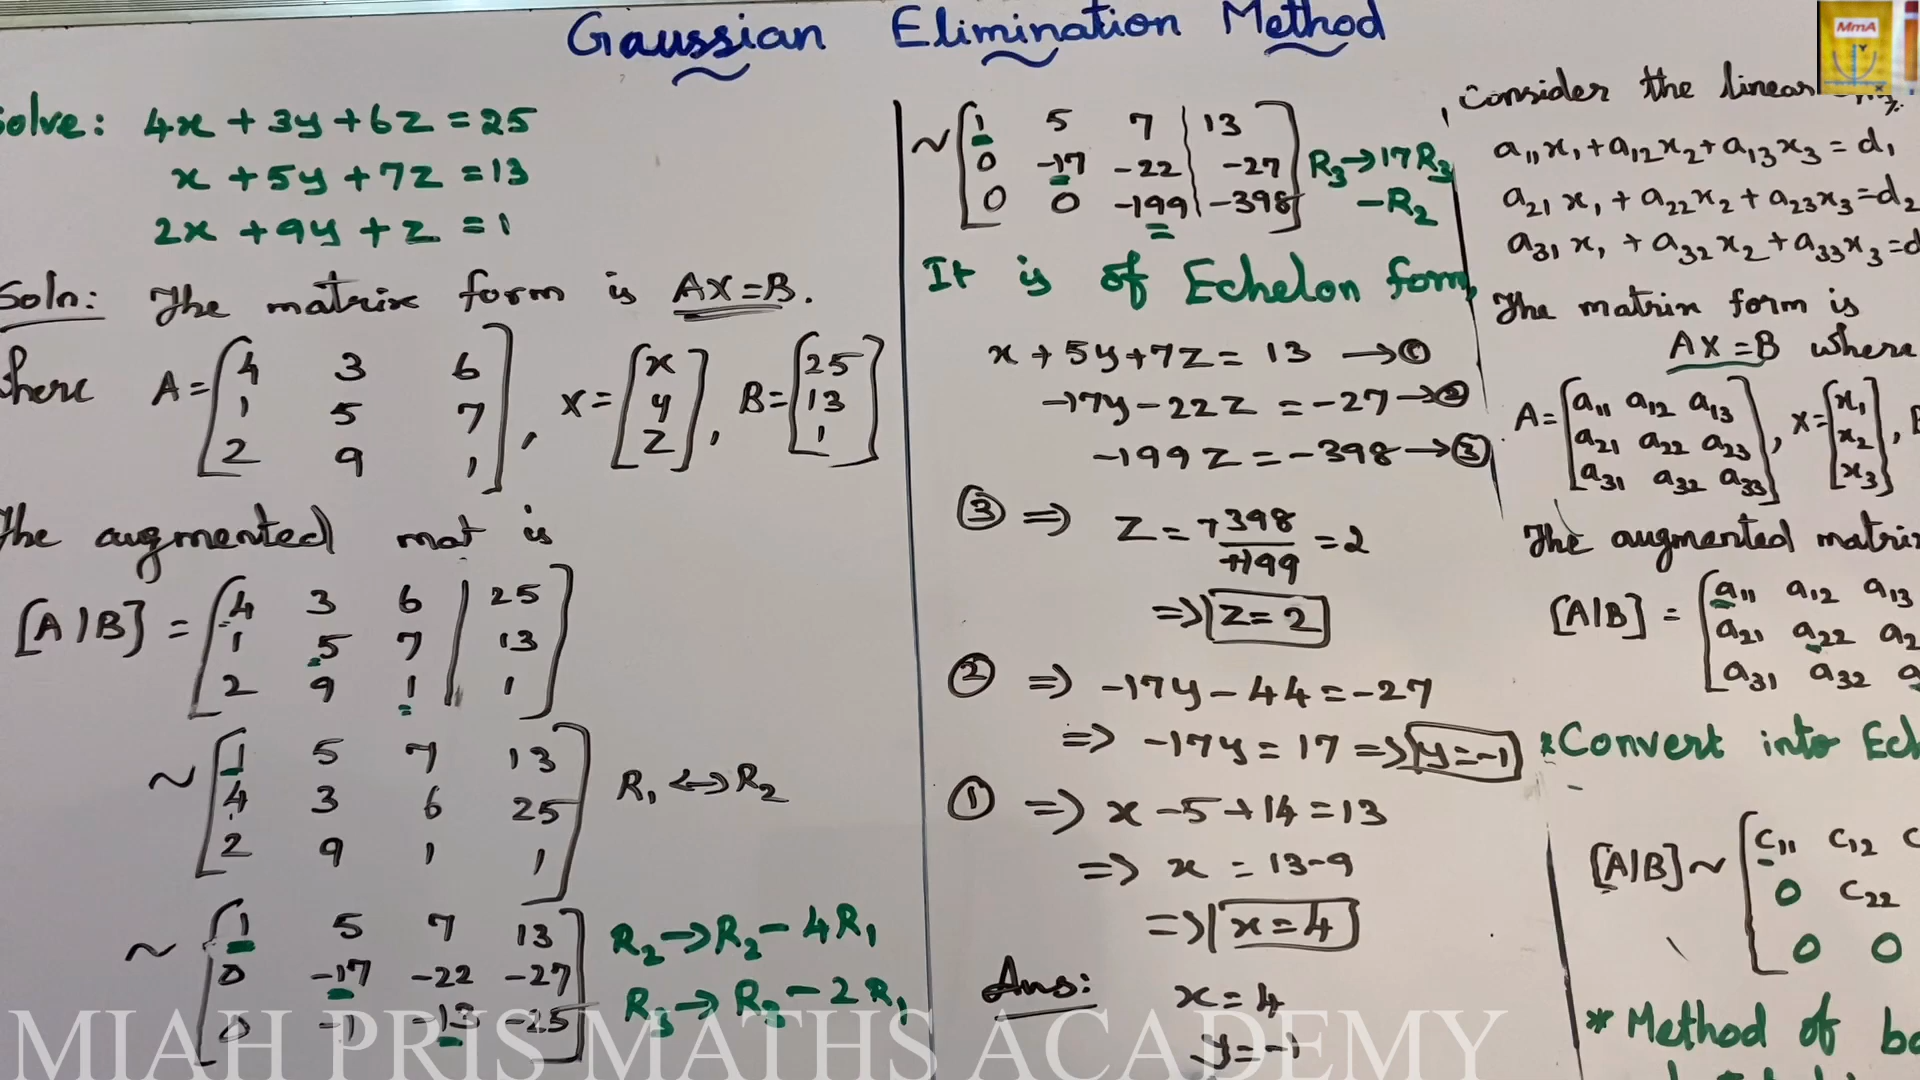 Gaussian Elimination Method
MmA
Solve: 4x + 3y + 6z = 25
x + 5y + 7z = 13
2x + 9y + z = 1
Soln: The matrix form is AX=B.
where A = [4 3 6
1 5 7
2 9 1], X = [x
y
z], B = [25
13
1]
The augmented mat is
[A|B] = [4 3 6 | 25
1 5 7 | 13
2 9 1 | 1]
~ [1 5 7 13
4 3 6 25
2 9 1 1] R₁ ↔ R₂
~ [1 5 7 13
0 -17 -22 -27
0 -1 -13 -25] R₂ → R₂ - 4R₁
R₃ → R₃ - 2R₁
~ [1 5 7 | 13
0 -17 -22 | -27
0 0 -199 | -398] R₃ → 17R₃
- R₂
It is of Echelon form,
x + 5y + 7z = 13 → ①
-17y - 22z = -27 → ②
-199z = -398 → ③
③ ⇒ z = +398/+199 = 2
⇒ z = 2
② ⇒ -17y - 44 = -27
⇒ -17y = 17 ⇒ y = -1
① ⇒ x - 5 + 14 = 13
⇒ x = 13 - 9
⇒ x = 4
Ans: x = 4
y = -1
consider the linear
a₁₁x₁ + a₁₂x₂ + a₁₃x₃ = d₁
a₂₁x₁ + a₂₂x₂ + a₂₃x₃ = d₂
a₃₁x₁ + a₃₂x₂ + a₃₃x₃ = d
The matrix form is
AX = B where
A = [a₁₁ a₁₂ a₁₃
a₂₁ a₂₂ a₂₃
a₃₁ a₃₂ a₃₃], X = [x₁
x₂
x₃],
The augmented matrix
[A|B] = [a₁₁ a₁₂ a₁₃
a₂₁ a₂₂ a₂
a₃₁ a₃₂ a
* Convert into Ech
[A|B] ~ [c₁₁ c₁₂ c
0 c₂₂
0 0
* Method of ba
MIAH PRIS MATHS ACADEMY